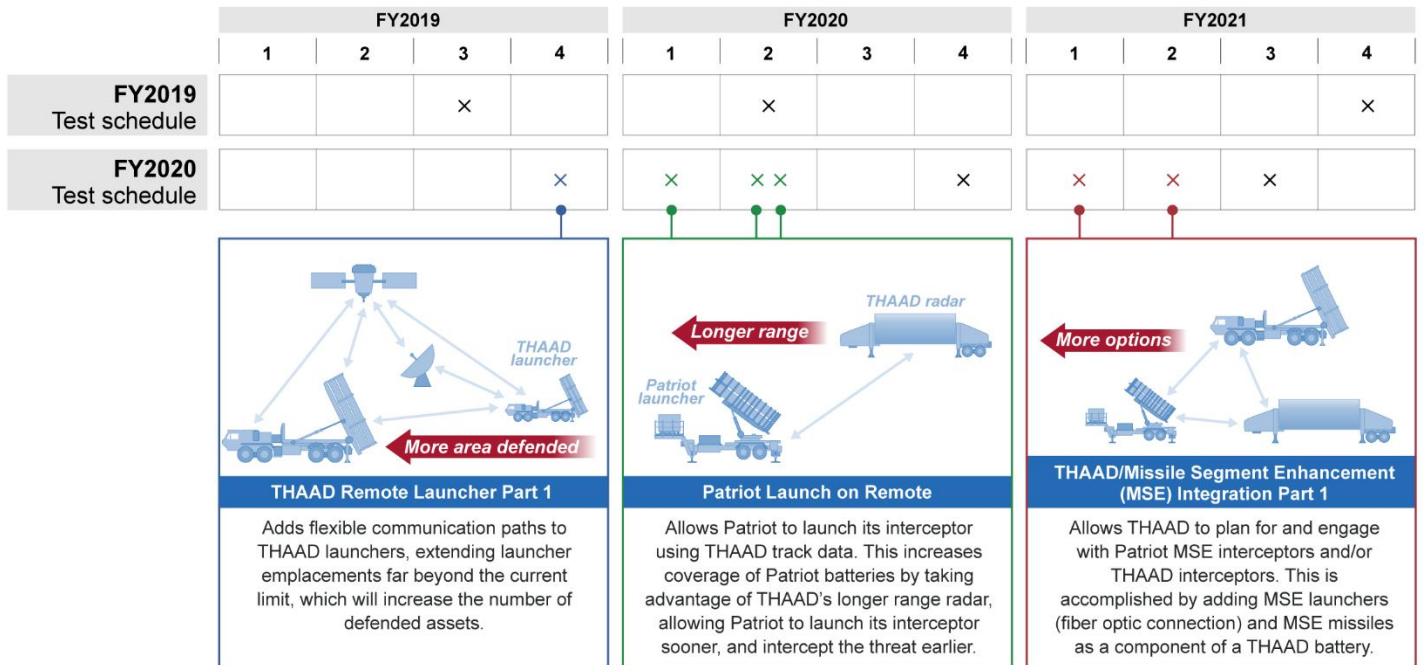 FY2019
FY2020
FY2021
1 2 3 4 1 2 3 4 1 2 3 4
FY2019
Test schedule
FY2020
Test schedule
THAAD
launcher
More area defended
THAAD Remote Launcher Part 1
Adds flexible communication paths to
THAAD launchers, extending launcher
emplacements far beyond the current
limit, which will increase the number of
defended assets.
THAAD radar
Longer range
Patriot
launcher
Patriot Launch on Remote
Allows Patriot to launch its interceptor
using THAAD track data. This increases
coverage of Patriot batteries by taking
advantage of THAAD’s longer range radar,
allowing Patriot to launch its interceptor
sooner, and intercept the threat earlier.
More options
THAAD/Missile Segment Enhancement
(MSE) Integration Part 1
Allows THAAD to plan for and engage
with Patriot MSE interceptors and/or
THAAD interceptors. This is
accomplished by adding MSE launchers
(fiber optic connection) and MSE missiles
as a component of a THAAD battery.